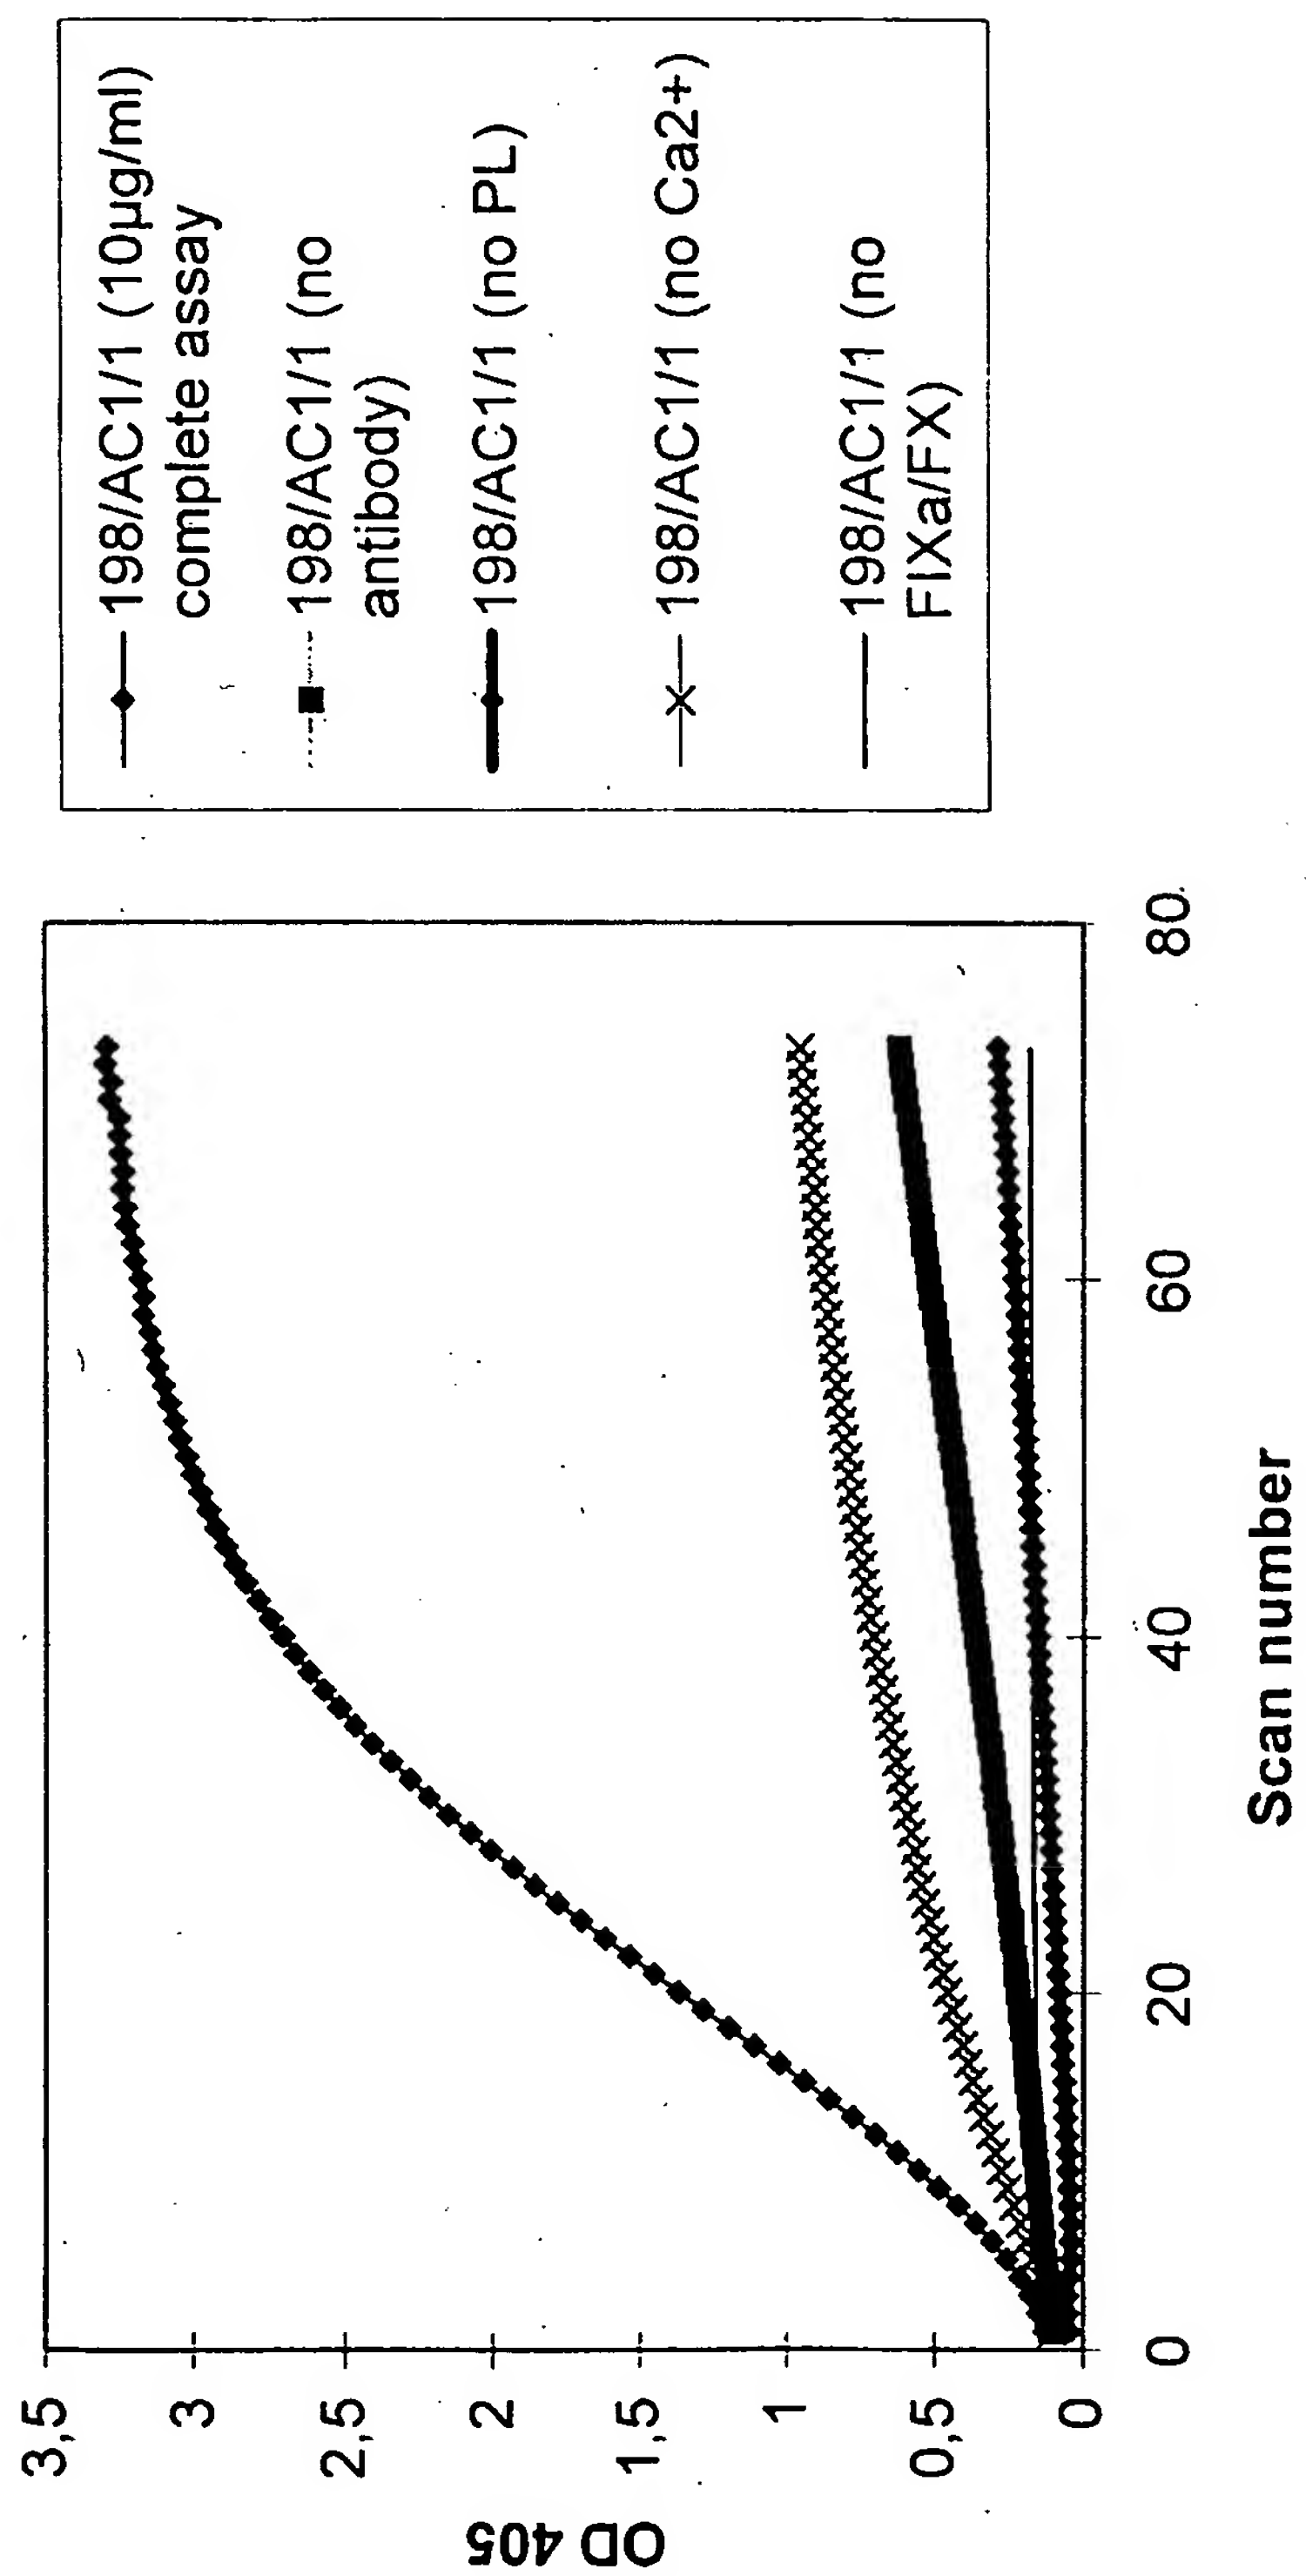 OD 405
3,5
3
2,5
2
1,5
1
0,5
0
0
20
40
60
80
Scan number
198/AC1/1 (10µg/ml)
complete assay
198/AC1/1 (no
antibody)
198/AC1/1 (no PL)
198/AC1/1 (no Ca2+)
198/AC1/1 (no
FIXa/FX)